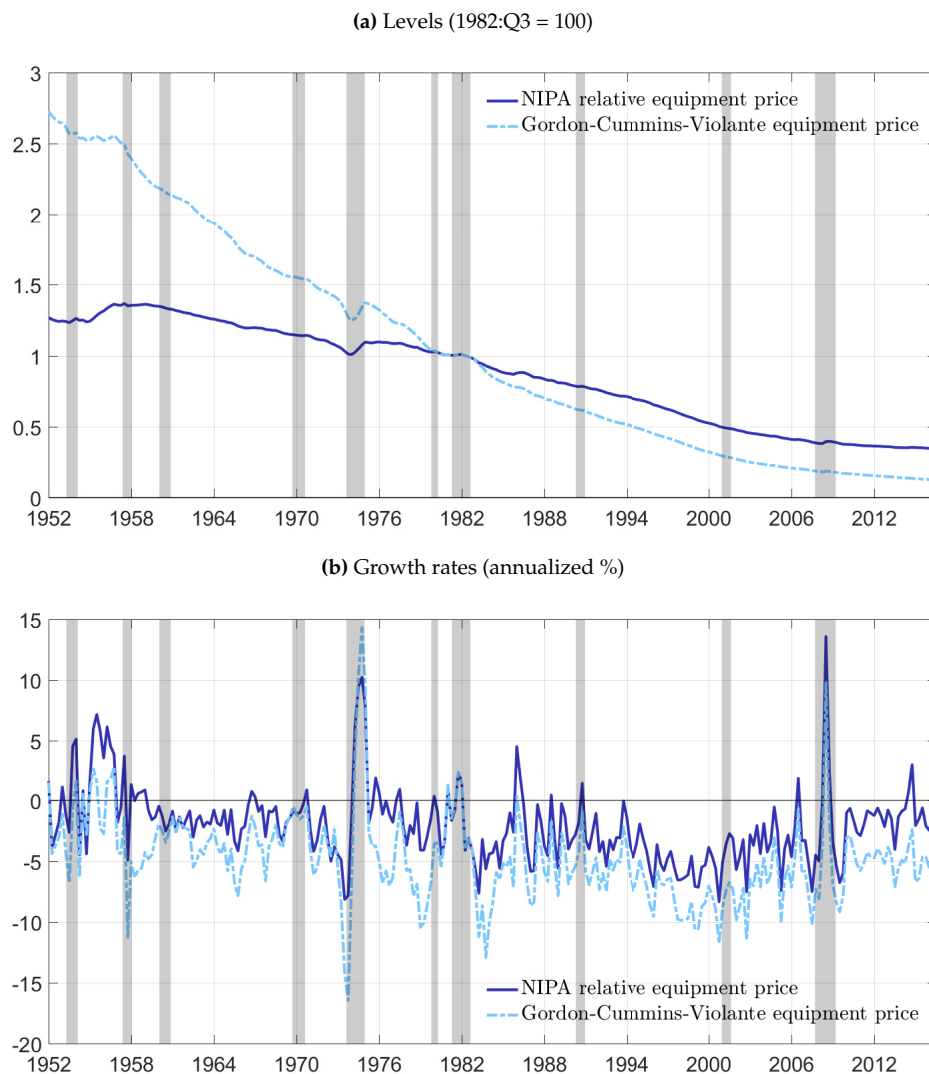 (a) Levels (1982:Q3 = 100)
3
2.5
2
1.5
1
0.5
0
NIPA relative equipment price
Gordon-Cummins-Violante equipment price
1952 1958 1964 1970 1976 1982 1988 1994 2000 2006 2012
(b) Growth rates (annualized %)
15
10
5
0
-5
-10
-15
-20
NIPA relative equipment price
Gordon-Cummins-Violante equipment price
1952 1958 1964 1970 1976 1982 1988 1994 2000 2006 2012